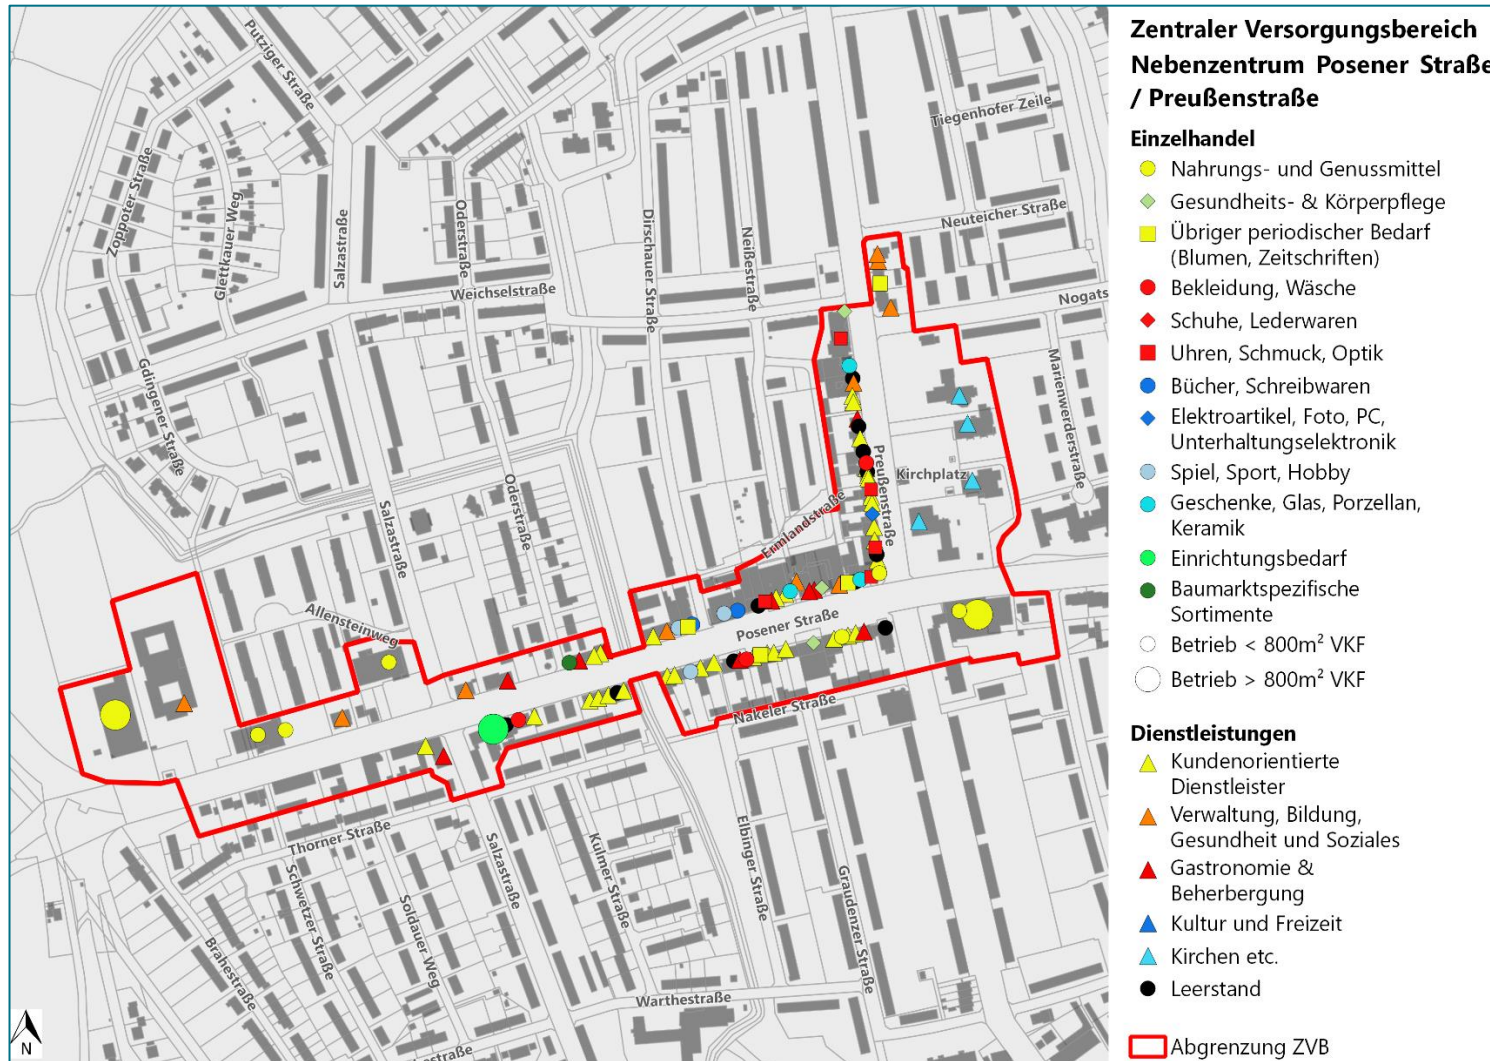 Zentraler Versorgungsbereich
Nebenzentrum Posener Straße
/ Preußenstraße
Einzelhandel
Nahrungs- und Genussmittel
Gesundheits- & Körperpflege
Übriger periodischer Bedarf
(Blumen, Zeitschriften)
Bekleidung, Wäsche
Schuhe, Lederwaren
Uhren, Schmuck, Optik
Bücher, Schreibwaren
Elektroartikel, Foto, PC,
Unterhaltungselektronik
Spiel, Sport, Hobby
Geschenke, Glas, Porzellan,
Keramik
Einrichtungsbedarf
Baumarktspezifische
Sortimente
Betrieb < 800m² VKF
Betrieb > 800m² VKF
Dienstleistungen
Kundenorientierte
Dienstleister
Verwaltung, Bildung,
Gesundheit und Soziales
Gastronomie &
Beherbergung
Kultur und Freizeit
Kirchen etc.
Leerstand
Abgrenzung ZVB
Putziger Straße
Zoppoter Straße
Glettkauer Weg
Salzastraße
Oderstraße
Weichselstraße
Dirschauer Straße
Neißestraße
Tiegenhofer Zeile
Neuteicher Straße
Nogats
Marienwerderstraße
Gdingener Straße
Salzastraße
Oderstraße
Ermlandstraße
Preußenstraße
Kirchplatz
Allensteinweg
Posener Straße
Nakeler Straße
Thorner Straße
Schwetzer Straße
Soldauer Weg
Salzastraße
Kulmer Straße
Elbinger Straße
Graudenzer Straße
Brahestraße
Warthestraße
N